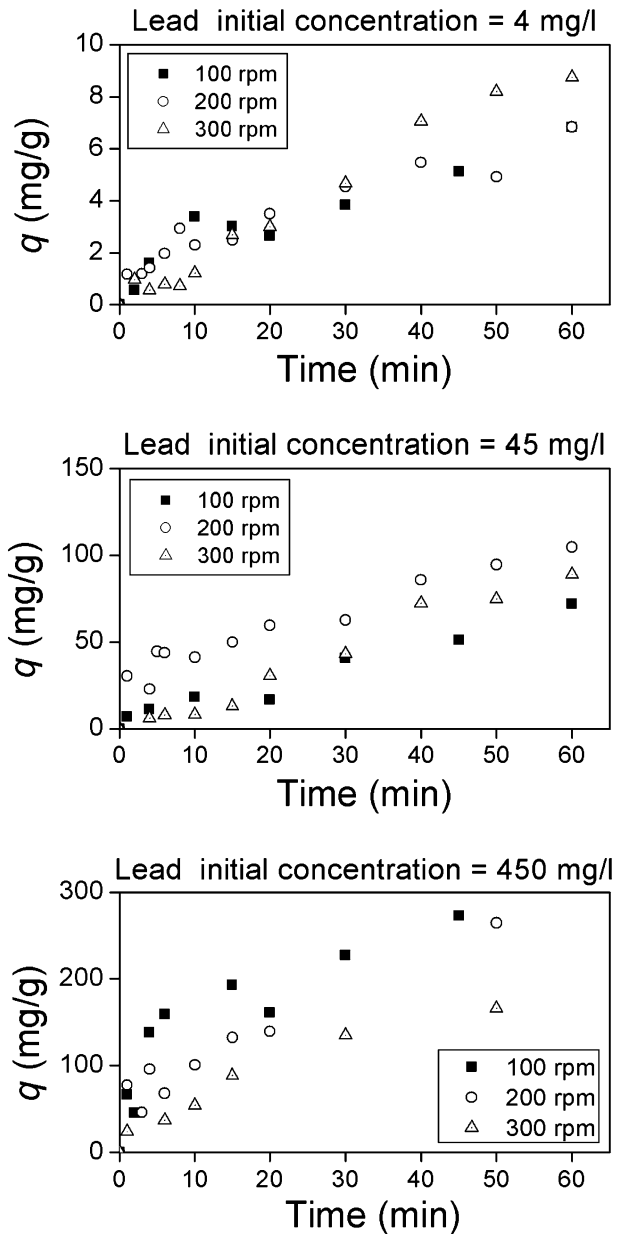 Lead initial concentration = 4 mg/l
10
8
6
4
2
0
q (mg/g)
100 rpm
200 rpm
300 rpm
0 10 20 30 40 50 60
Time (min)
Lead initial concentration = 45 mg/l
150
100
50
0
q (mg/g)
100 rpm
200 rpm
300 rpm
0 10 20 30 40 50 60
Time (min)
Lead initial concentration = 450 mg/l
300
200
100
0
q (mg/g)
100 rpm
200 rpm
300 rpm
0 10 20 30 40 50 60
Time (min)